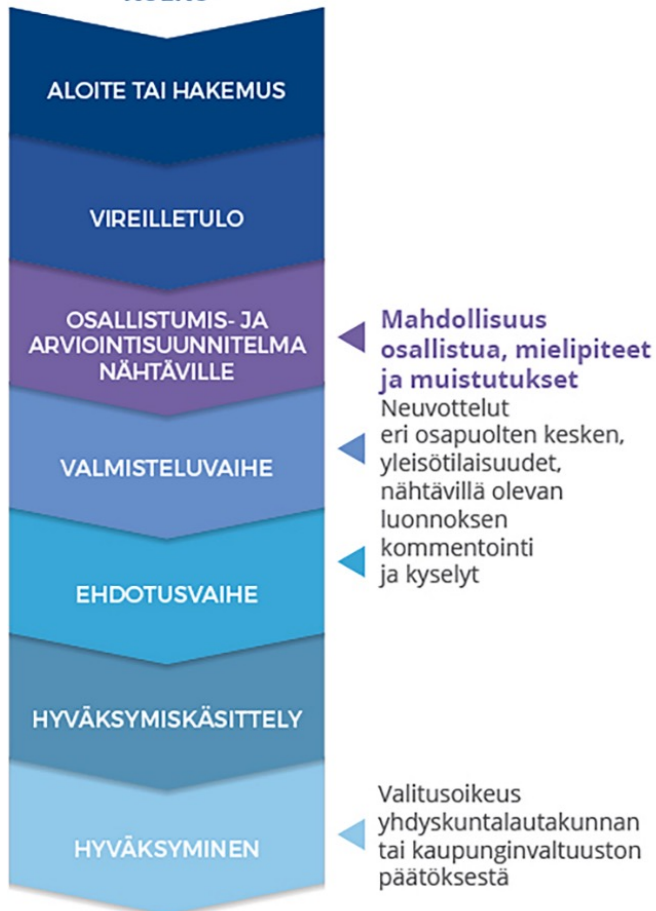 ALOITE TAI HAKEMUS
VIREILLETULO
OSALLISTUMIS- JA
ARVIOINTISUUNNITELMA
NÄHTÄVILLE
Mahdollisuus
osallistua, mielipiteet
ja muistutukset
VALMISTELUVAIHE
Neuvottelut
eri osapuolten kesken,
yleisötilaisuudet,
nähtävillä olevan
luonnoksen
kommentointi
ja kyselyt
EHDOTUSVAIHE
HYVÄKSYMISKÄSITTELY
HYVÄKSYMINEN
Valitusoikeus
yhdyskuntalautakunnan
tai kaupunginvaltuuston
päätöksestä